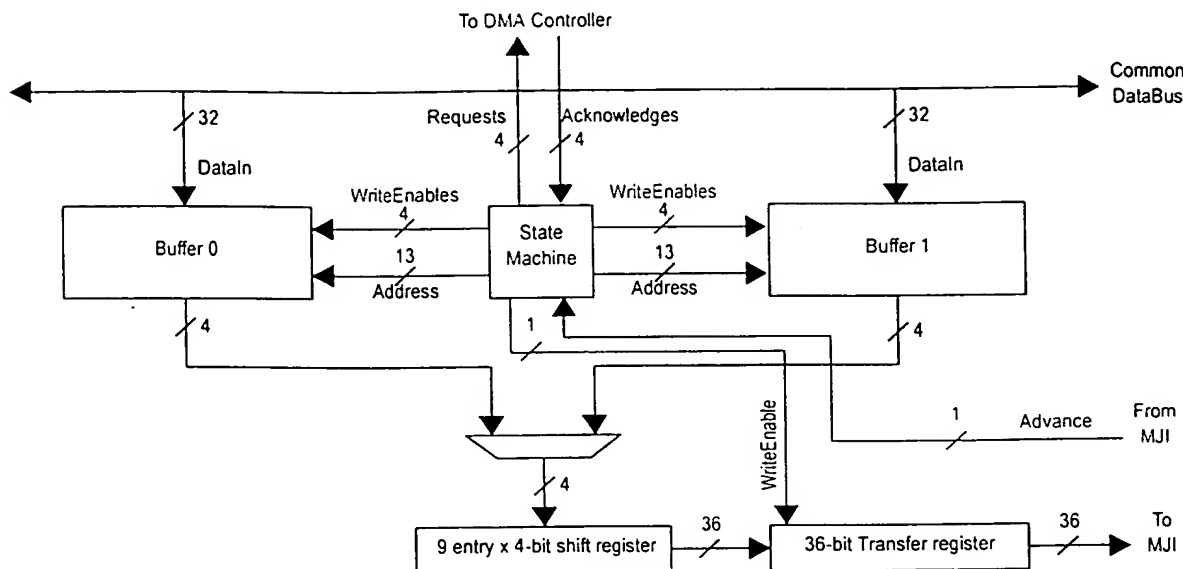 To DMA Controller
Common
DataBus
32
Requests
4
Acknowledges
4
32
DataIn
DataIn
WriteEnables
4
WriteEnables
4
Buffer 0
State
Machine
Buffer 1
13
Address
13
Address
4
1
4
WriteEnable
1
Advance
From
MJI
4
9 entry x 4-bit shift register
36
36-bit Transfer register
36
To
MJI